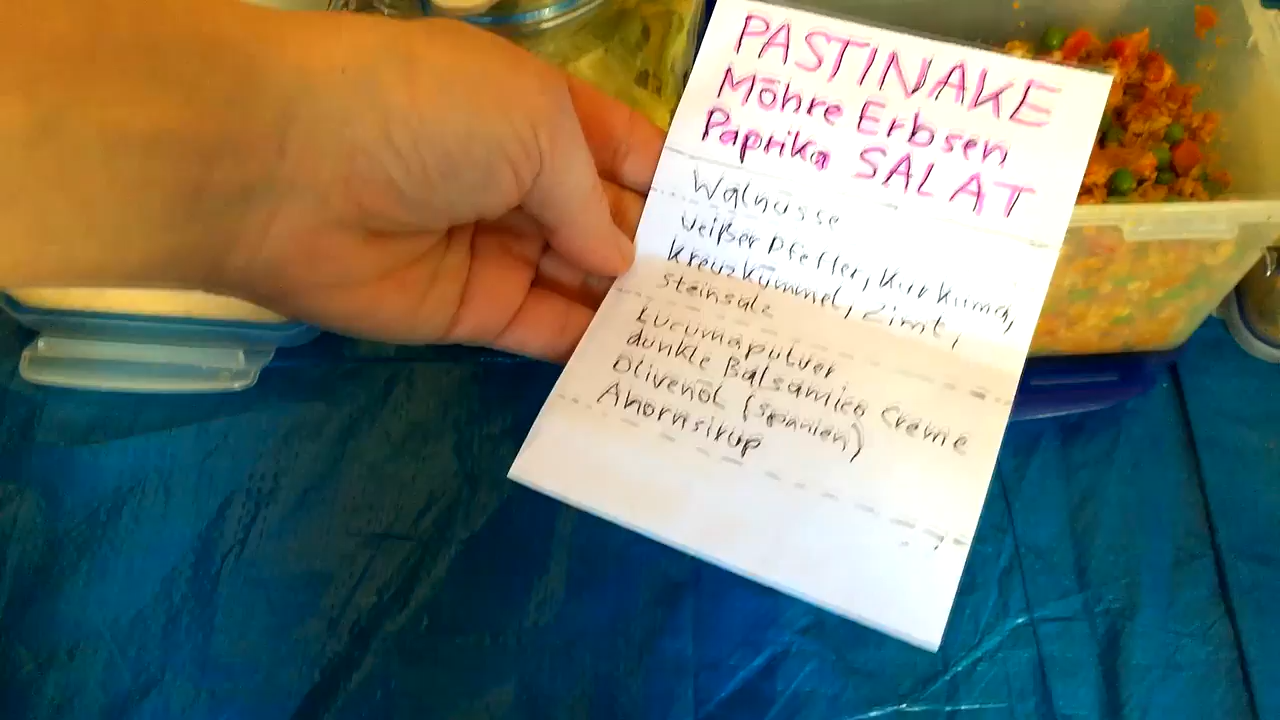 PASTINAKE
Möhre Erbsen
Paprika SALAT
Walnüsse
weißer Pfeffer, Kurkuma,
Kreuzkümmel, Zimt,
Steinsalz
Lucumapulver
dunkle Balsamico Creme
Olivenöl (Spanien)
Ahornsirup